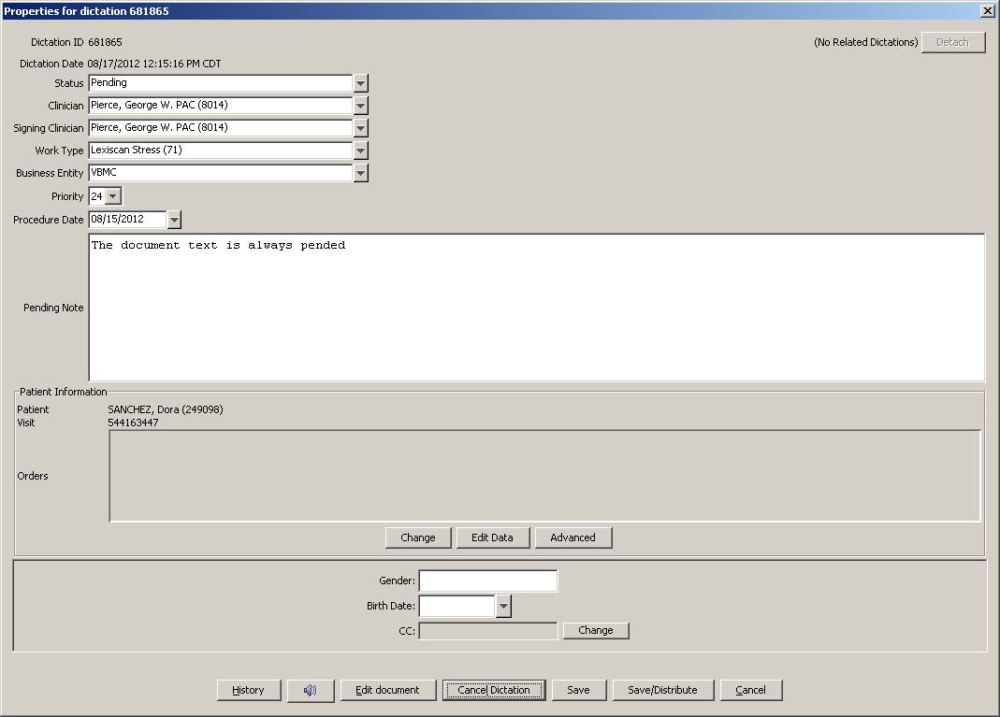 Properties for dictation 681865
Dictation ID 681865
(No Related Dictations) Detach
Dictation Date 08/17/2012 12:15:16 PM CDT
Status Pending
Clinician Pierce, George W. PAC (8014)
Signing Clinician Pierce, George W. PAC (8014)
Work Type Lexiscan Stress (71)
Business Entity VBMC
Priority 24
Procedure Date 08/15/2012
The document text is always pended
Pending Note
Patient Information
Patient SANCHEZ, Dora (249098)
Visit 544163447
Orders
Change Edit Data Advanced
Gender:
Birth Date:
CC: Change
History Edit document Cancel Dictation Save Save/Distribute Cancel